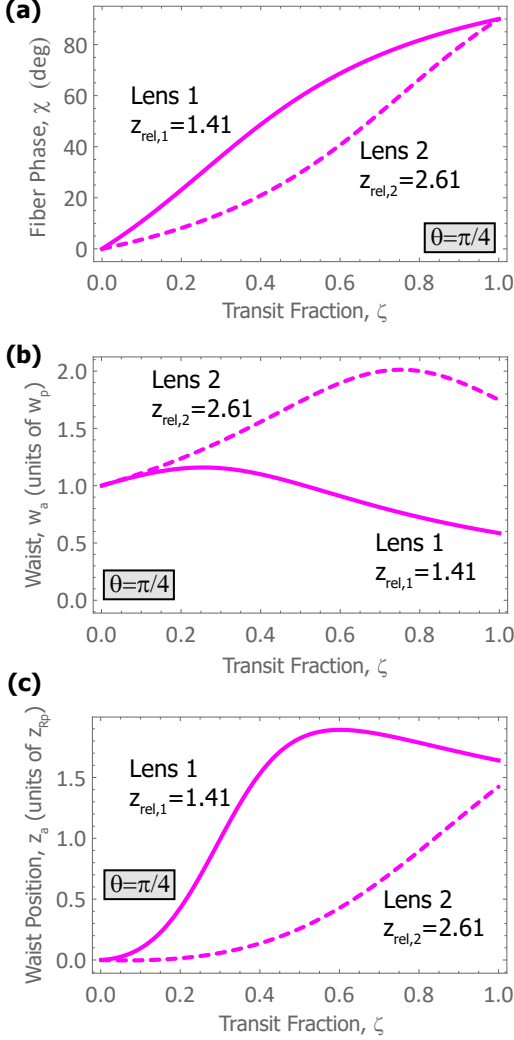 (a)
Fiber Phase, χ (deg)
80
60
40
20
0
Lens 1
z_rel,1=1.41
Lens 2
z_rel,2=2.61
θ=π/4
0.0 0.2 0.4 0.6 0.8 1.0
Transit Fraction, ζ
(b)
Waist, w_a (units of w_p)
2.0
1.5
1.0
0.5
0.0
Lens 2
z_rel,2=2.61
Lens 1
z_rel,1=1.41
θ=π/4
0.0 0.2 0.4 0.6 0.8 1.0
Transit Fraction, ζ
(c)
Waist Position, z_a (units of z_Rp)
1.5
1.0
0.5
0.0
Lens 1
z_rel,1=1.41
θ=π/4
Lens 2
z_rel,2=2.61
0.0 0.2 0.4 0.6 0.8 1.0
Transit Fraction, ζ